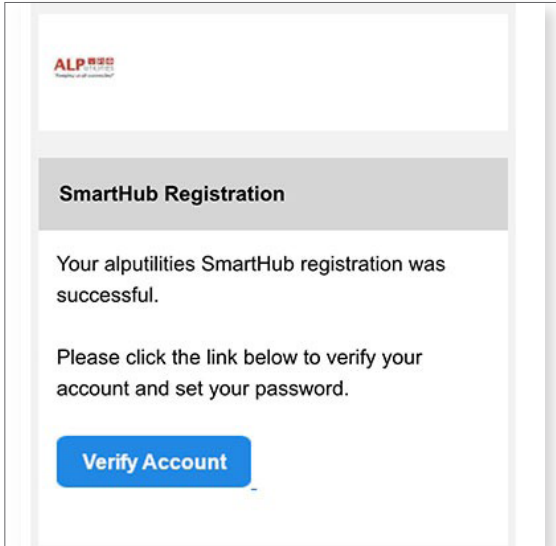 ALP
UTILITIES
SmartHub Registration
Your alputilities SmartHub registration was
successful.
Please click the link below to verify your
account and set your password.
Verify Account